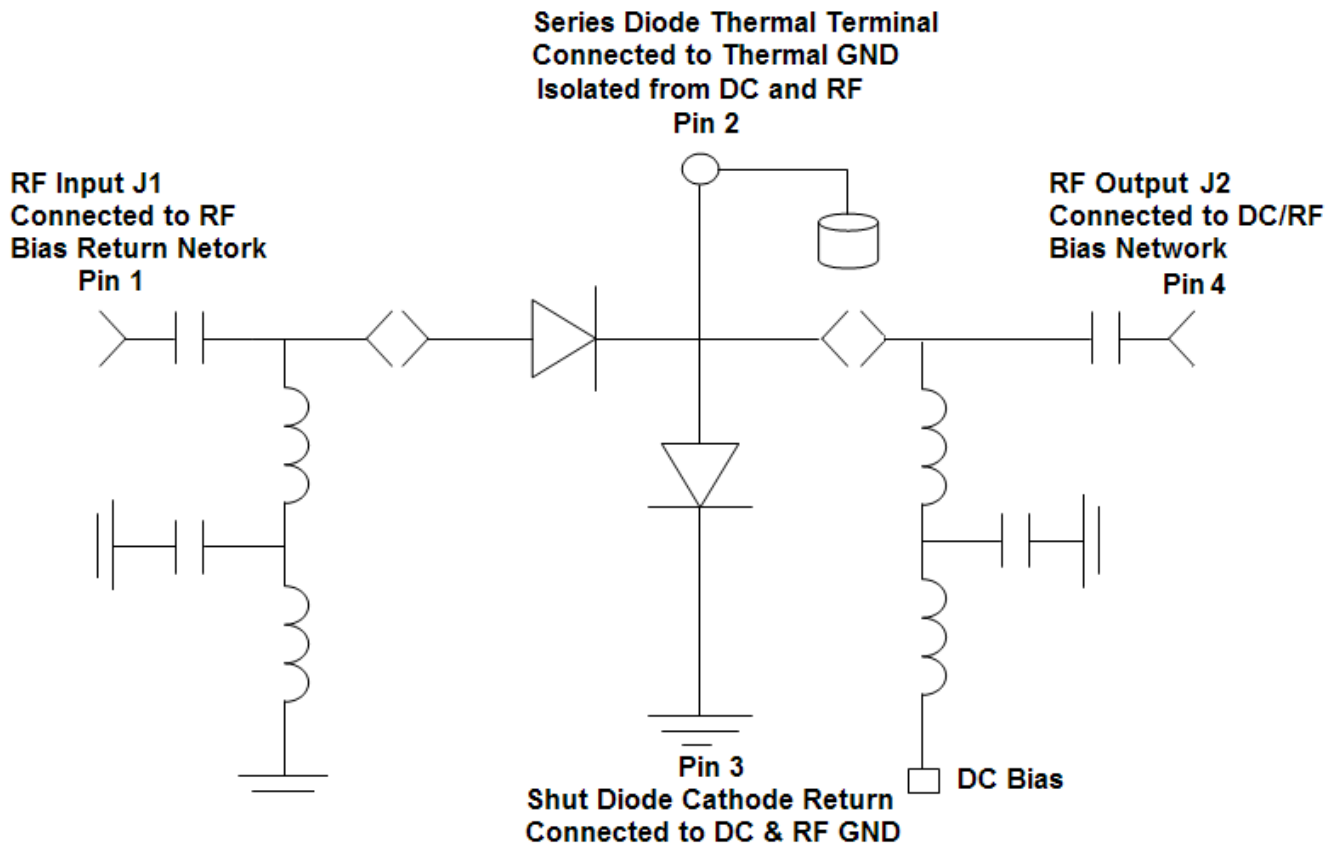 Series Diode Thermal Terminal
Connected to Thermal GND
Isolated from DC and RF
Pin 2
RF Input J1
Connected to RF
Bias Return Netork
Pin 1
RF Output J2
Connected to DC/RF
Bias Network
Pin 4
Pin 3
Shut Diode Cathode Return
Connected to DC & RF GND
DC Bias